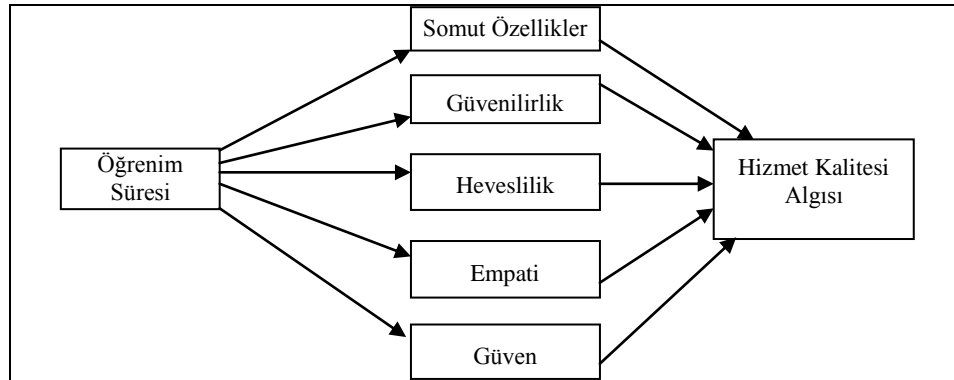 Somut Özellikler
Güvenilirlik
Öğrenim
Süresi
Heveslilik
Hizmet Kalitesi
Algısı
Empati
Güven